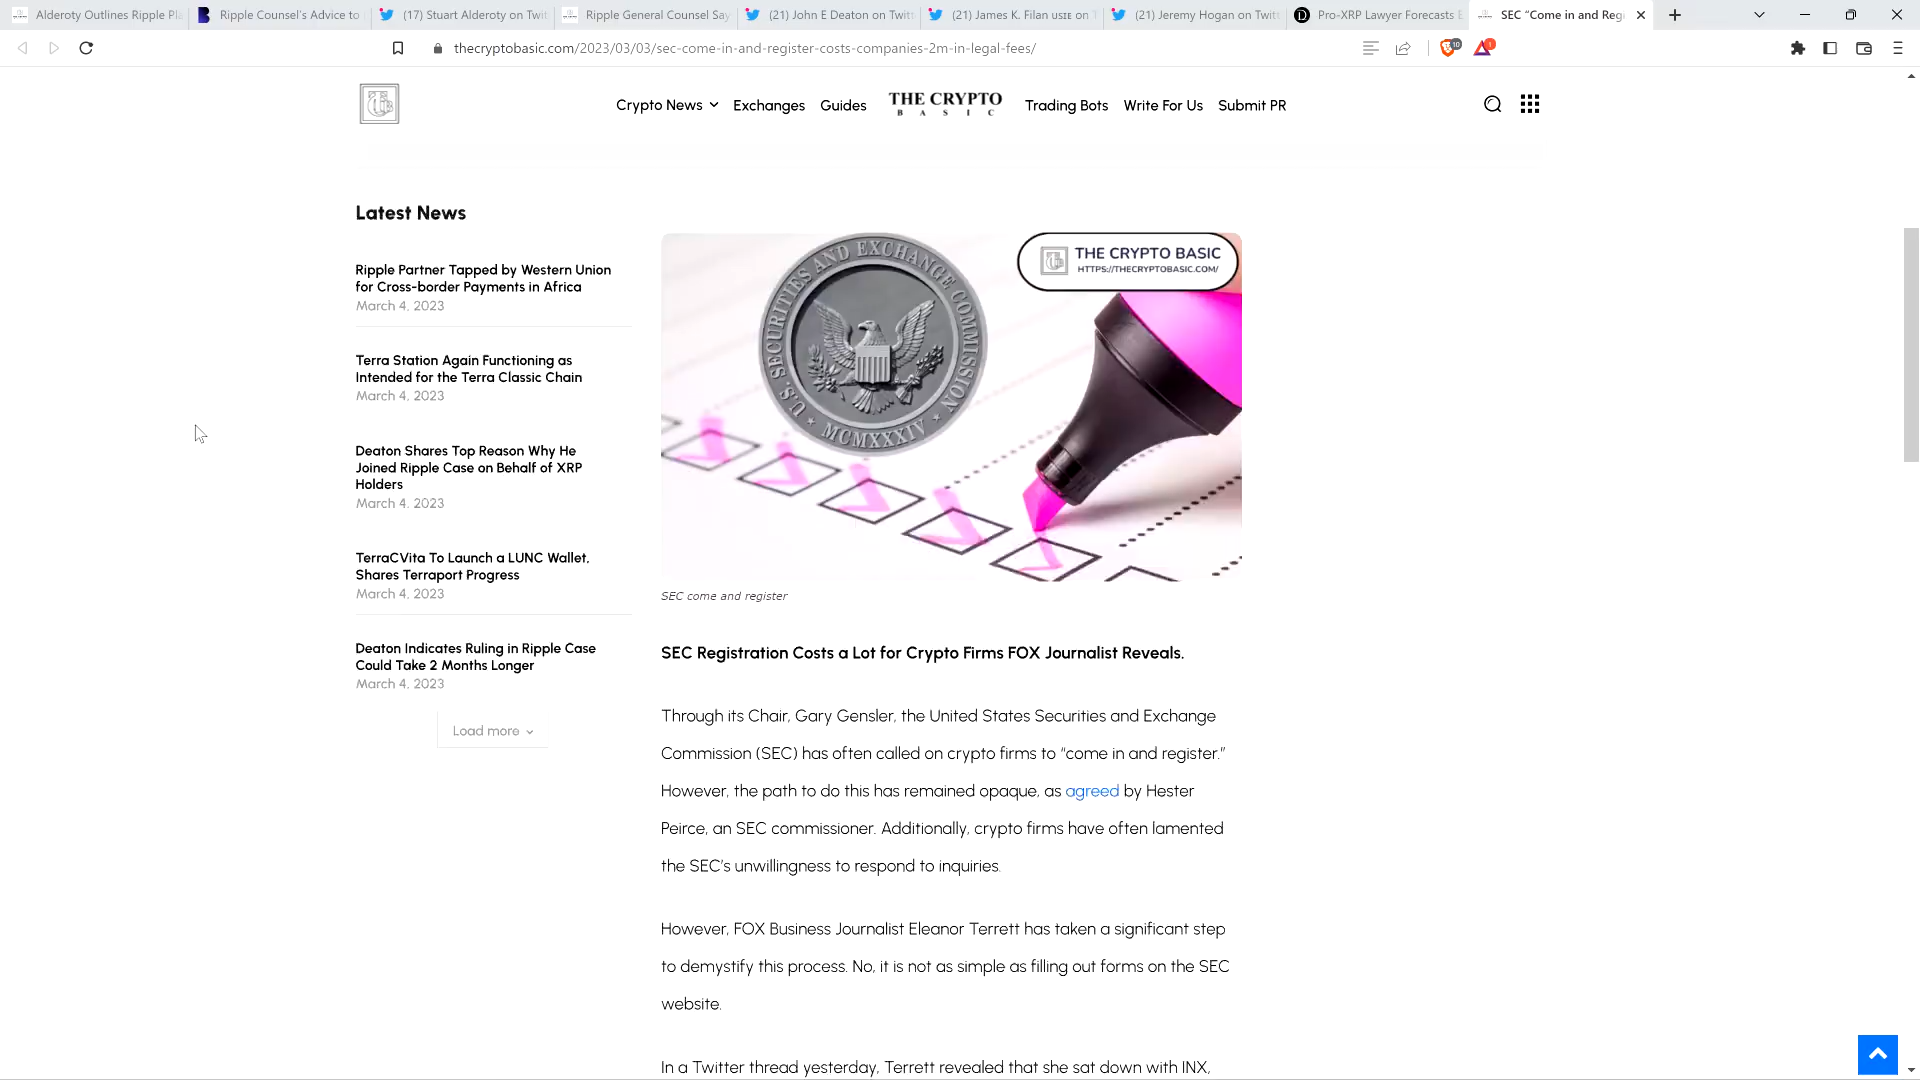 Alderoty Outlines Ripple Pla
Ripple Counsel's Advice to
(17) Stuart Alderoty on Twit
Ripple General Counsel Say
(21) John E Deaton on Twitt
(21) James K. Filan on T
(21) Jeremy Hogan on Twit
Pro-XRP Lawyer Forecasts E
SEC “Come in and Regi
thecryptobasic.com/2023/03/03/sec-come-in-and-register-costs-companies-2m-in-legal-fees/
10
1
Crypto News
Exchanges
Guides
THE CRYPTO
BASIC
Trading Bots
Write For Us
Submit PR
Latest News
Ripple Partner Tapped by Western Union
for Cross-border Payments in Africa
March 4, 2023
Terra Station Again Functioning as
Intended for the Terra Classic Chain
March 4, 2023
Deaton Shares Top Reason Why He
Joined Ripple Case on Behalf of XRP
Holders
March 4, 2023
TerraCVita To Launch a LUNC Wallet,
Shares Terraport Progress
March 4, 2023
Deaton Indicates Ruling in Ripple Case
Could Take 2 Months Longer
March 4, 2023
Load more
U.S. SECURITIES AND EXCHANGE COMMISSION
MCMXXXIV
THE CRYPTO BASIC
HTTPS://THECRYPTOBASIC.COM/
SEC come and register
SEC Registration Costs a Lot for Crypto Firms FOX Journalist Reveals.
Through its Chair, Gary Gensler, the United States Securities and Exchange
Commission (SEC) has often called on crypto firms to “come in and register.”
However, the path to do this has remained opaque, as agreed by Hester
Peirce, an SEC commissioner. Additionally, crypto firms have often lamented
the SEC’s unwillingness to respond to inquiries.
However, FOX Business Journalist Eleanor Terrett has taken a significant step
to demystify this process. No, it is not as simple as filling out forms on the SEC
website.
In a Twitter thread yesterday, Terrett revealed that she sat down with INX,